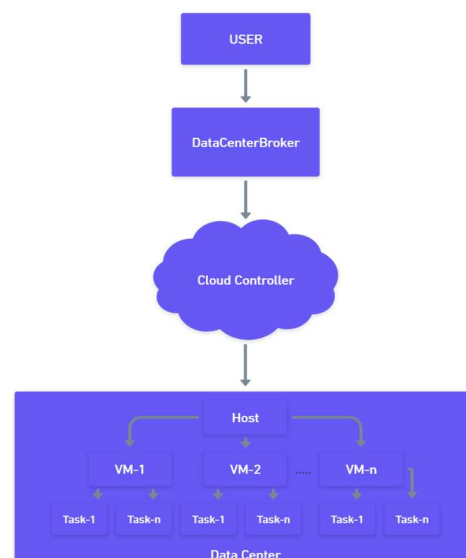 USER
DataCenterBroker
Cloud Controller
Host
VM-1 VM-2 ..... VM-n
Task-1 Task-n Task-1 Task-n Task-1 Task-n
Data Center